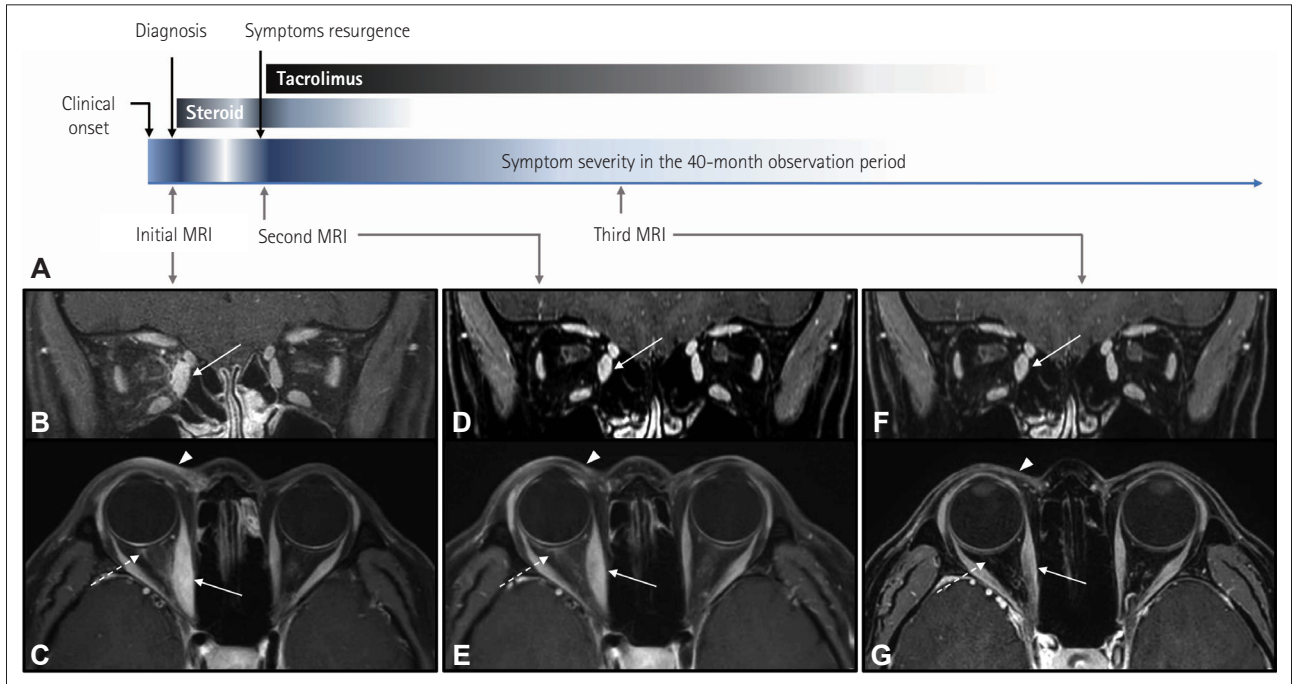 Diagnosis
Symptoms resurgence
Tacrolimus
Clinical
onset
Steroid
Symptom severity in the 40-month observation period
Initial MRI
Second MRI
Third MRI
A
B
D
F
C
E
G